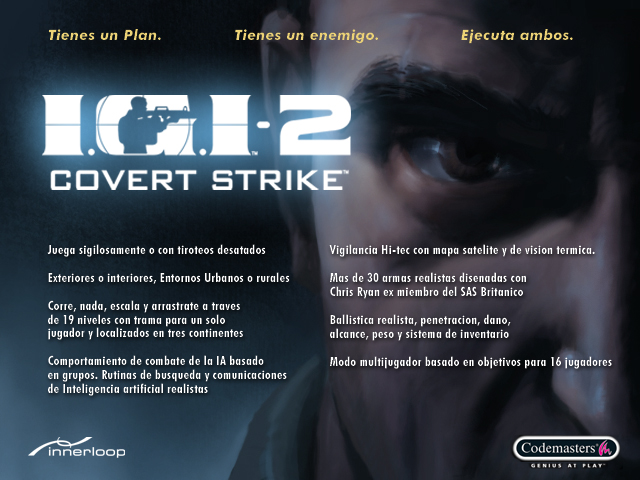 Tienes un Plan. Tienes un enemigo. Ejecuta ambos.
I.G.I-2™
COVERT STRIKE™
Juega sigilosamente o con tiroteos desatados
Exteriores o interiores, Entornos Urbanos o rurales
Corre, nada, escala y arrastrate a traves
de 19 niveles con trama para un solo
jugador y localizados en tres continentes
Comportamiento de combate de la IA basado
en grupos. Rutinas de busqueda y comunicaciones
de Inteligencia artificial realistas
Vigilancia Hi-tec con mapa satelite y de vision termica.
Mas de 30 armas realistas disenadas con
Chris Ryan ex miembro del SAS Britanico
Ballistica realista, penetracion, dano,
alcance, peso y sistema de inventario
Modo multijugador basado en objetivos para 16 jugadores
innerloop
Codemasters®
GENIUS AT PLAY™